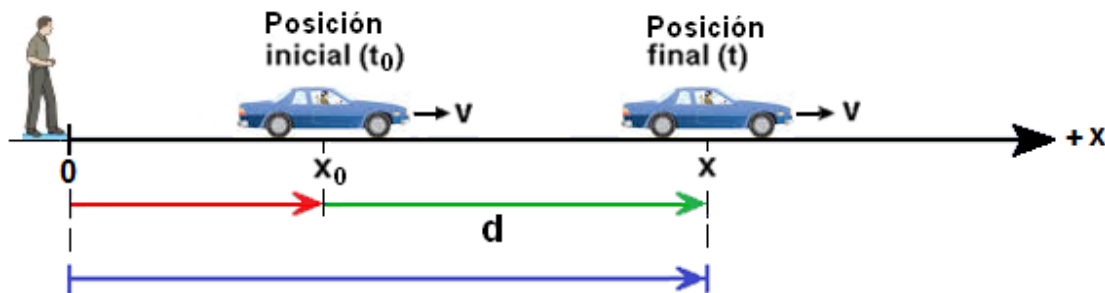 Posición
inicial (t₀)
Posición
final (t)
v
v
+ x
0
x₀
x
d